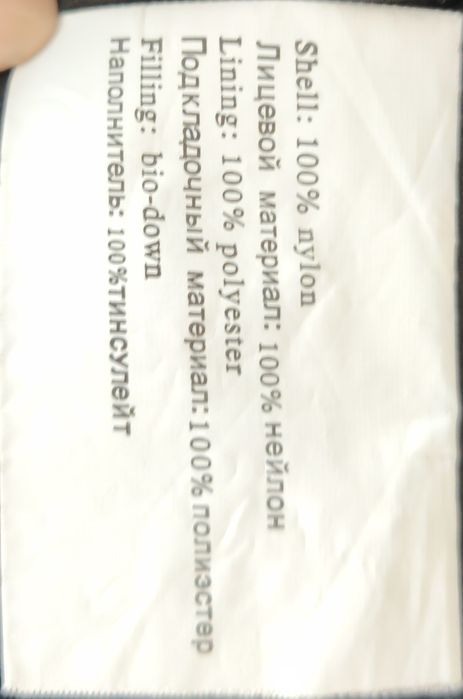 Shell: 100% nylon
Лицевой материал: 100% нейлон
Lining: 100% polyester
Подкладочный материал:100% полиэстер
Filling: bio-down
Наполнитель: 100%тинсулейт